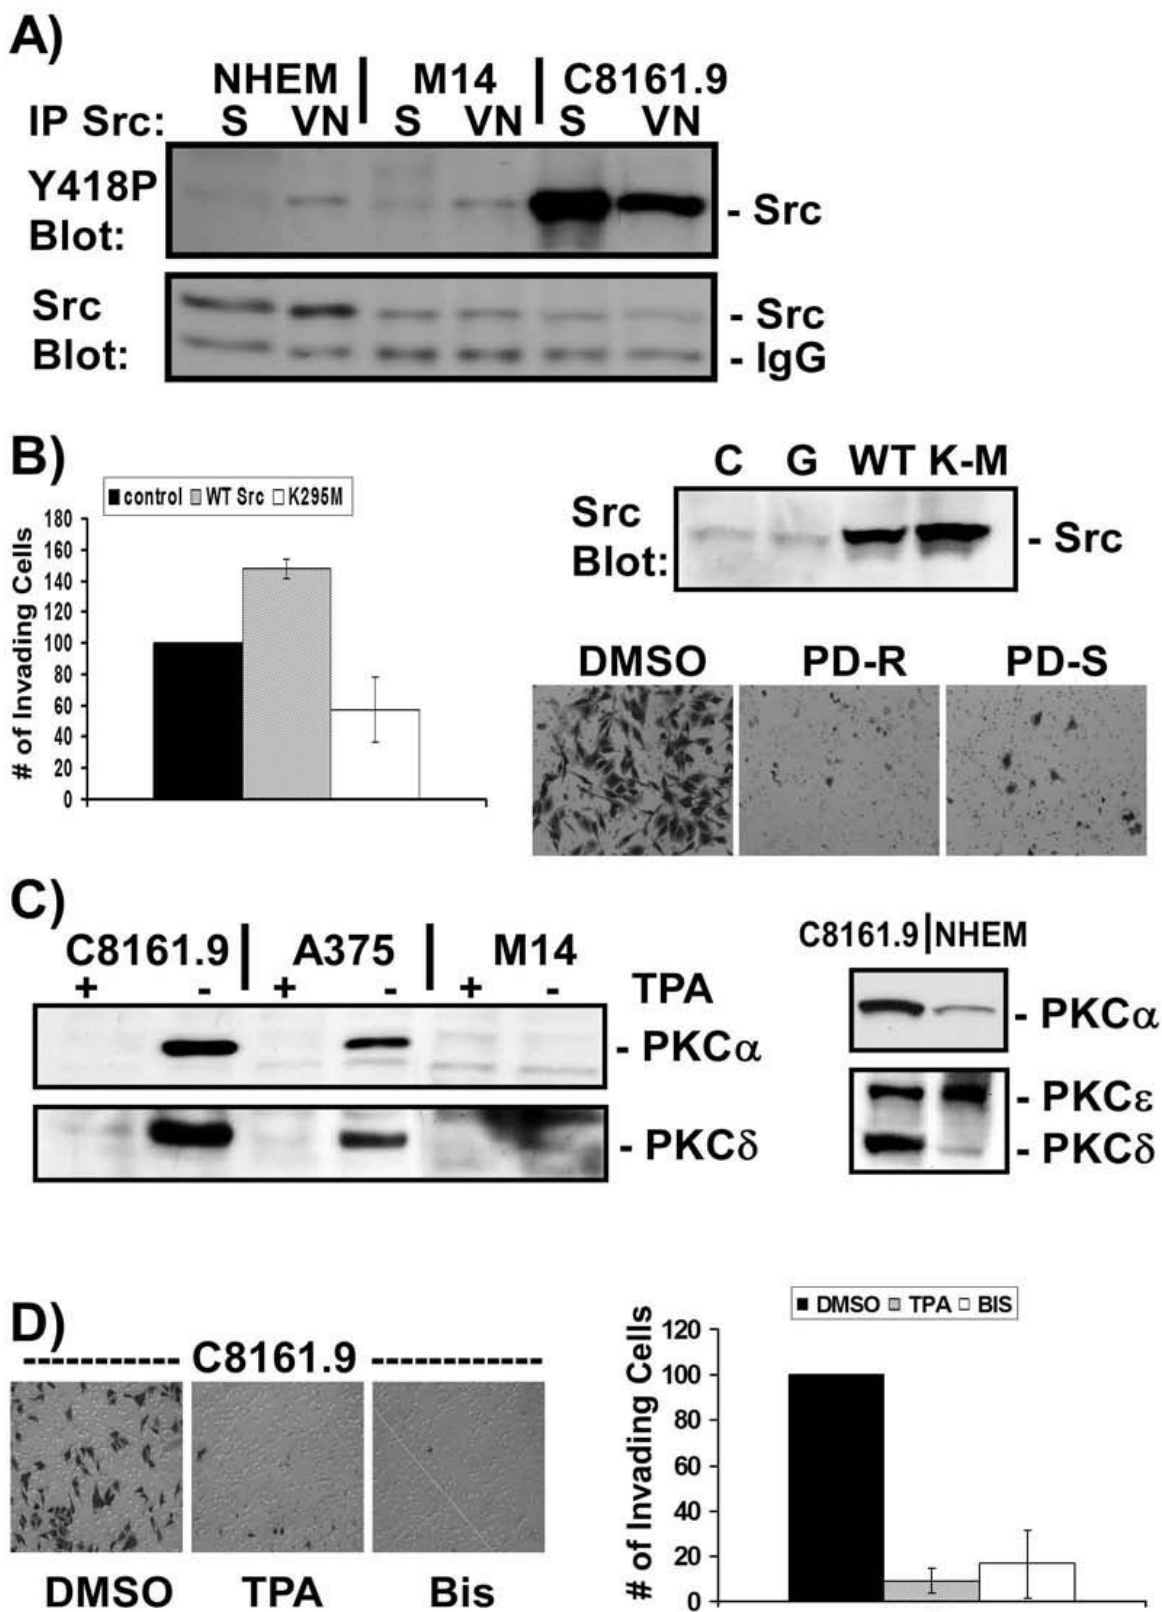 A)
NHEM | M14 | C8161.9
IP Src: S VN S VN S VN
Y418P
Blot:
- Src
Src
Blot:
- Src
- IgG
B)
control WT Src K295M
# of Invading Cells
180
160
140
120
100
80
60
40
20
0
C G WT K-M
Src
Blot:
- Src
DMSO PD-R PD-S
C)
C8161.9 | A375 | M14
+ - + - + - TPA
- PKCα
- PKCδ
C8161.9 | NHEM
- PKCα
- PKCε
- PKCδ
D)
------------ C8161.9 ------------
DMSO TPA Bis
DMSO TPA BIS
# of Invading Cells
120
100
80
60
40
20
0